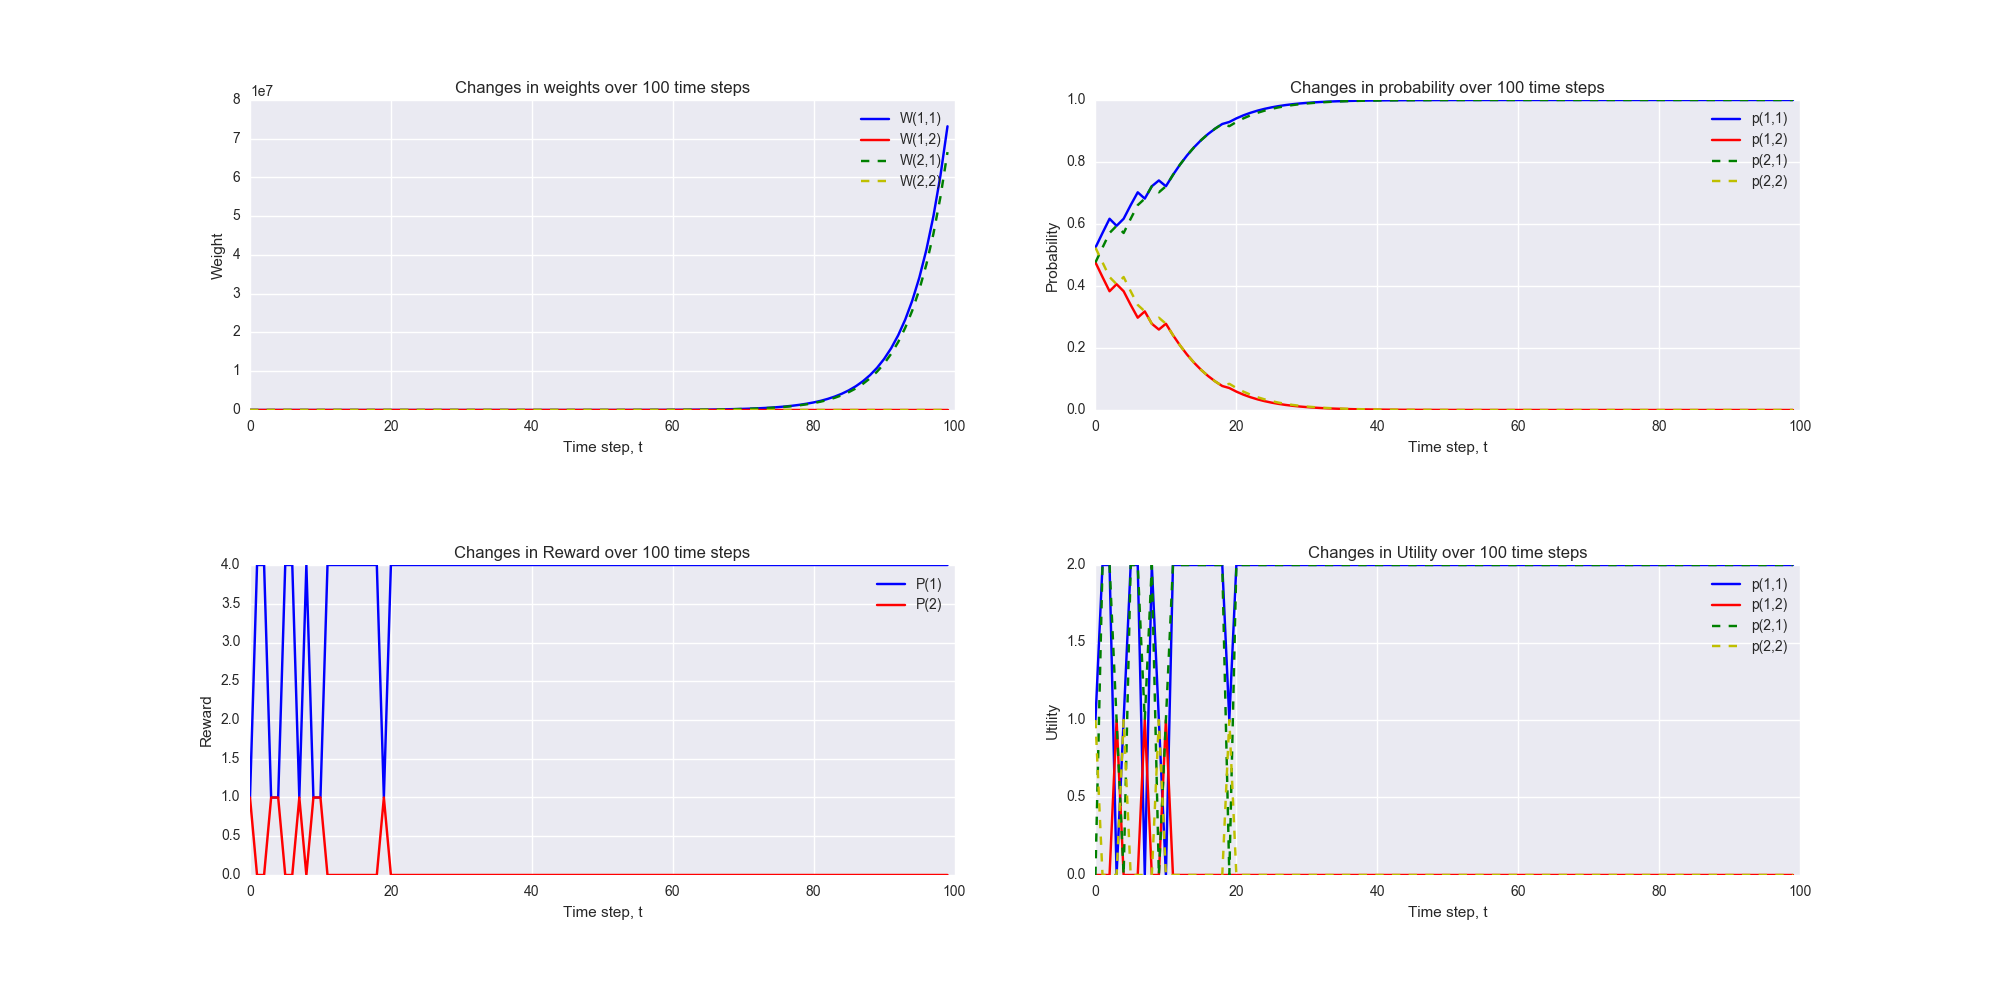 Changes in weights over 100 time steps
1e7
8
7
6
5
4
3
2
1
0
Weight
0 20 40 60 80 100
Time step, t
W(1,1)
W(1,2)
W(2,1)
W(2,2)
Changes in probability over 100 time steps
1.0
0.8
0.6
0.4
0.2
0.0
Probability
0 20 40 60 80 100
Time step, t
p(1,1)
p(1,2)
p(2,1)
p(2,2)
Changes in Reward over 100 time steps
4.0
3.5
3.0
2.5
2.0
1.5
1.0
0.5
0.0
Reward
0 20 40 60 80 100
Time step, t
P(1)
P(2)
Changes in Utility over 100 time steps
2.0
1.5
1.0
0.5
0.0
Utility
0 20 40 60 80 100
Time step, t
p(1,1)
p(1,2)
p(2,1)
p(2,2)